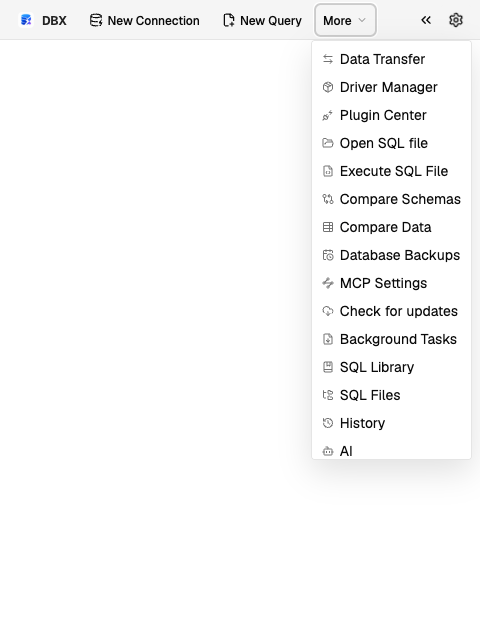 DBX New Connection New Query More
Data Transfer
Driver Manager
Plugin Center
Open SQL file
Execute SQL File
Compare Schemas
Compare Data
Database Backups
MCP Settings
Check for updates
Background Tasks
SQL Library
SQL Files
History
AI